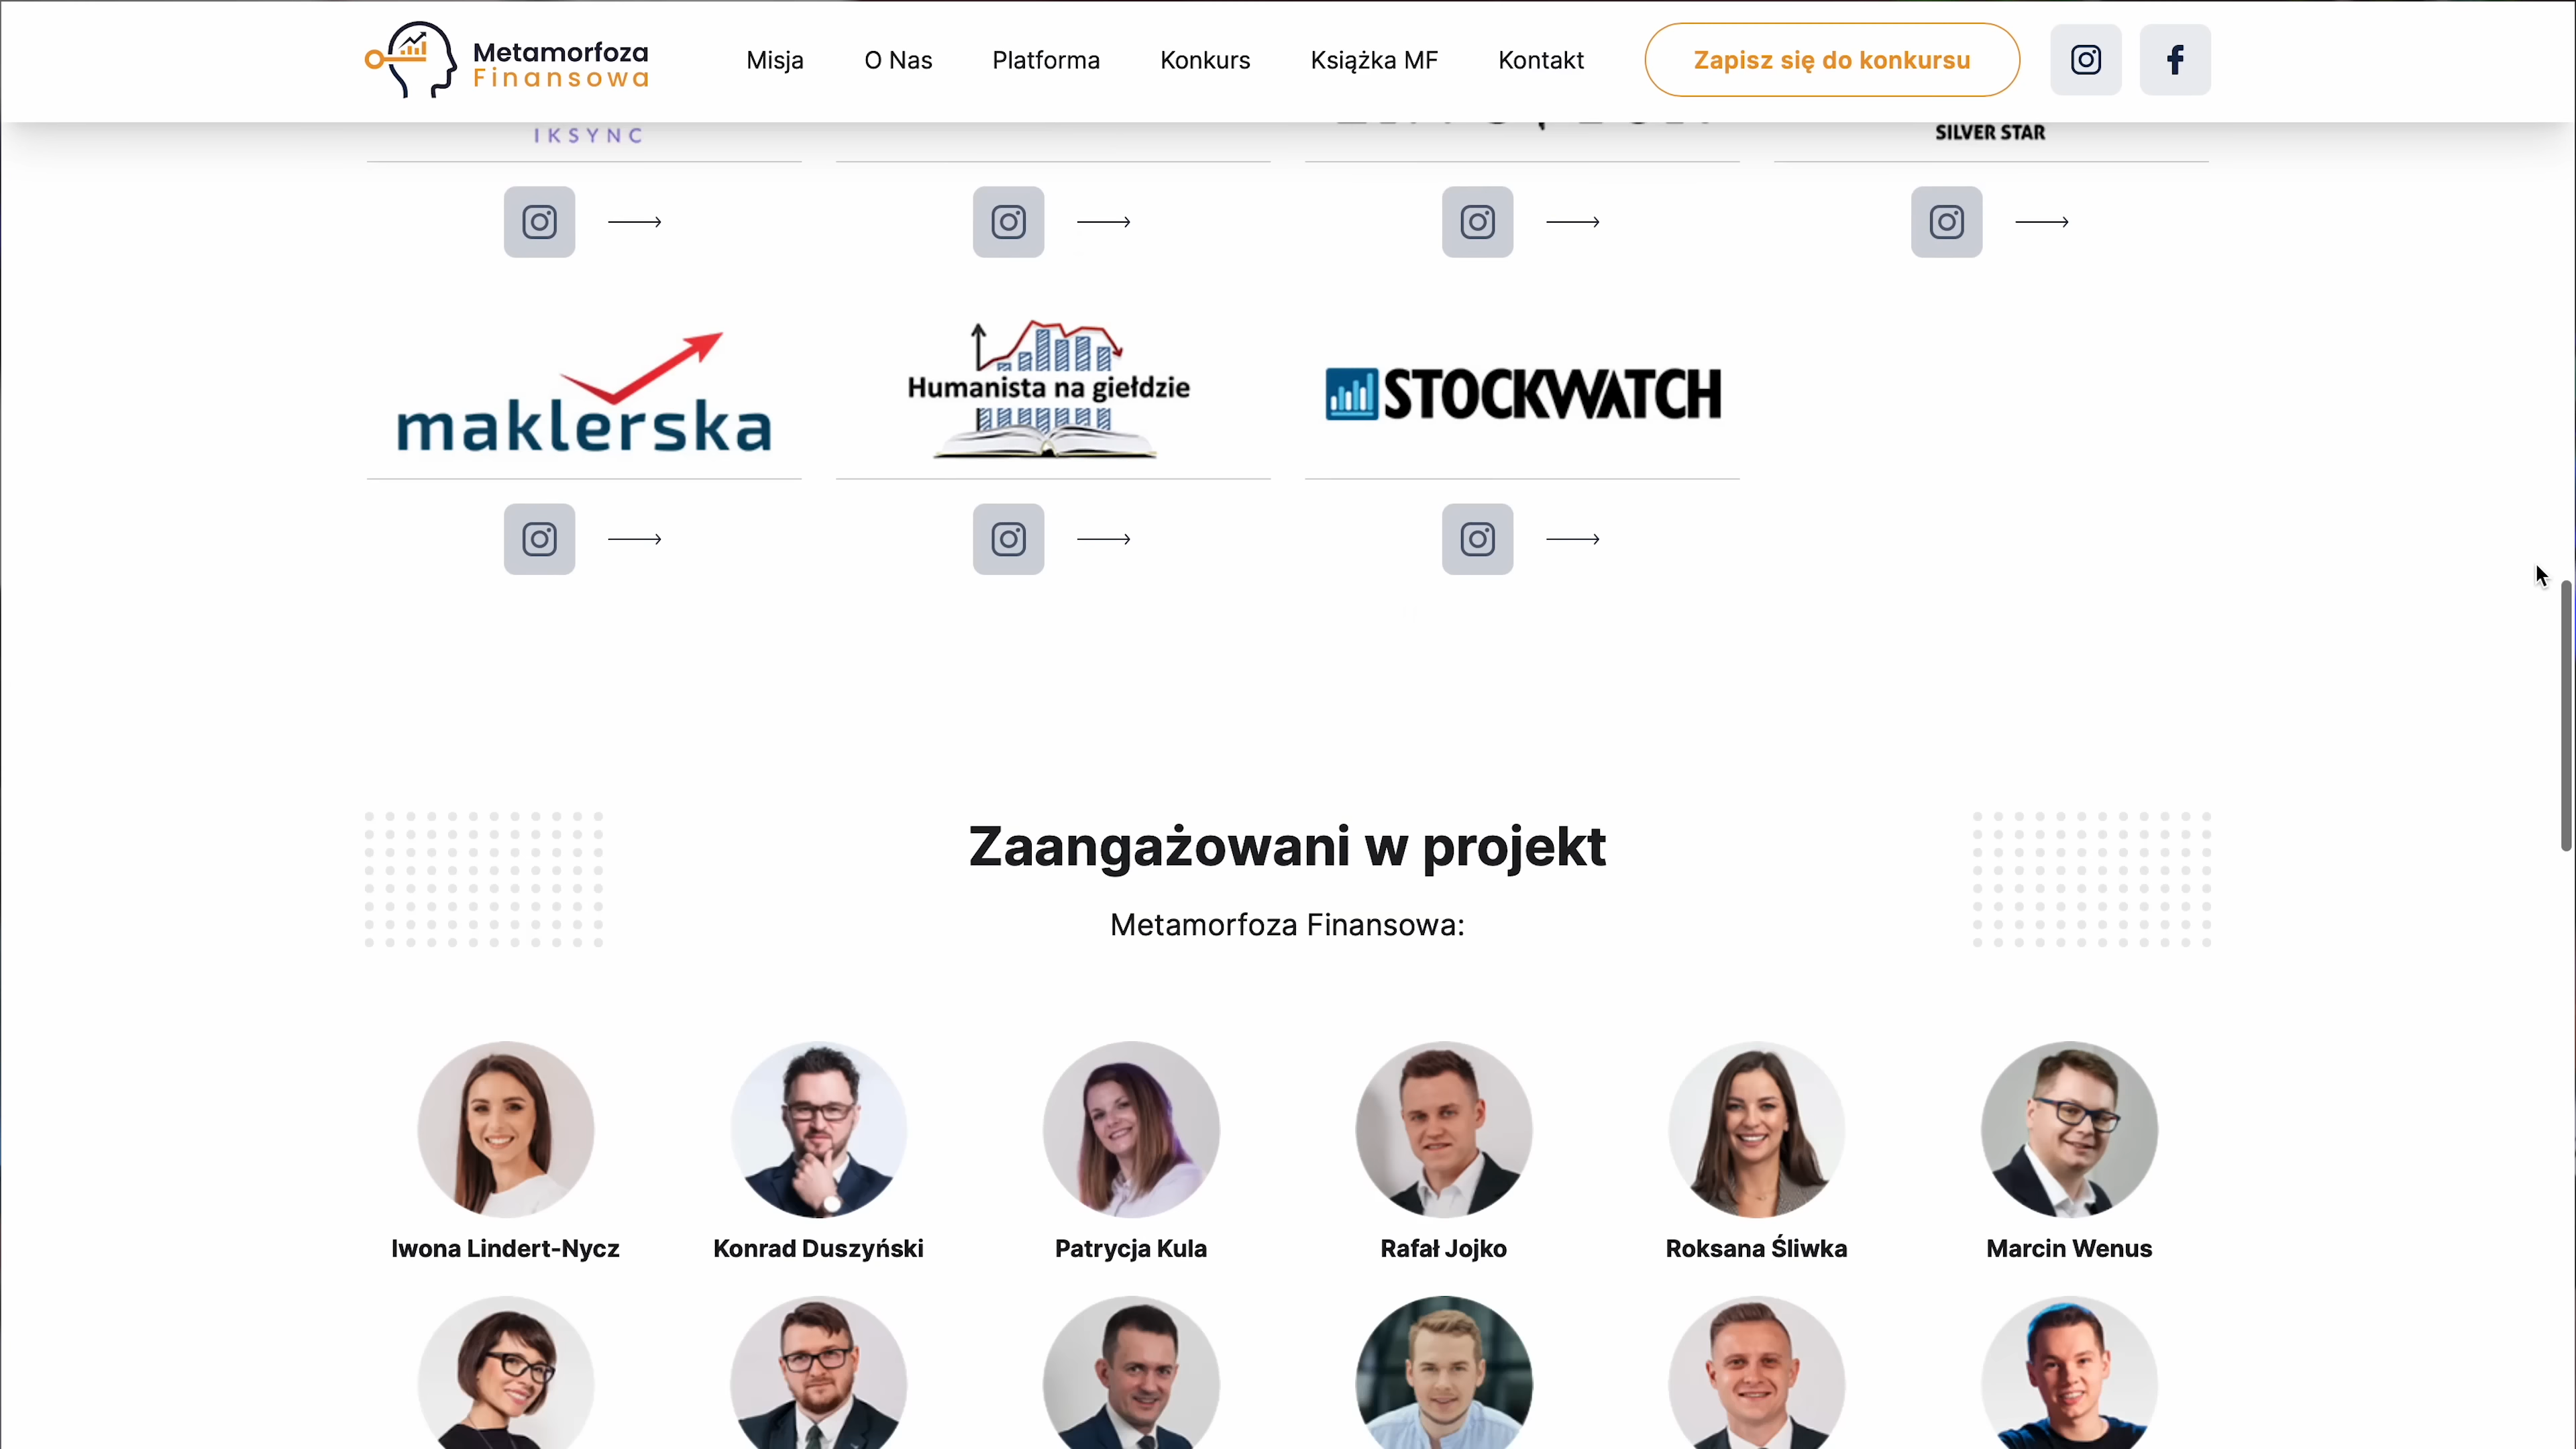 Metamorfoza
Finansowa
Misja
O Nas
Platforma
Konkurs
Książka MF
Kontakt
Zapisz się do konkursu
IKSYNC
SILVER STAR
maklerska
Humanista na giełdzie
STOCKWATCH
Zaangażowani w projekt
Metamorfoza Finansowa:
Iwona Lindert-Nycz
Konrad Duszyński
Patrycja Kula
Rafał Jojko
Roksana Śliwka
Marcin Wenus